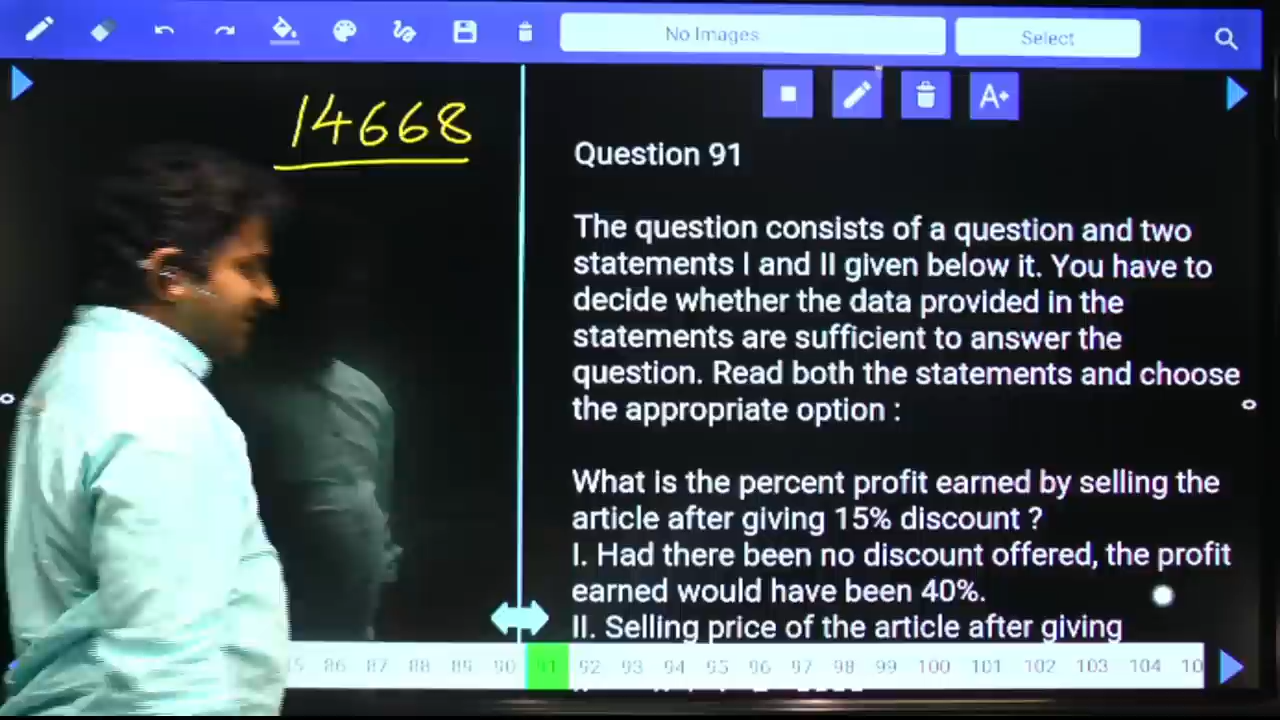 No Images
Select
14668
A+
Question 91
The question consists of a question and two
statements I and II given below it. You have to
decide whether the data provided in the
statements are sufficient to answer the
question. Read both the statements and choose
the appropriate option :
What is the percent profit earned by selling the
article after giving 15% discount ?
I. Had there been no discount offered, the profit
earned would have been 40%.
II. Selling price of the article after giving
86 87 88 89 90 91 92 93 94 95 96 97 98 99 100 101 102 103 104 10